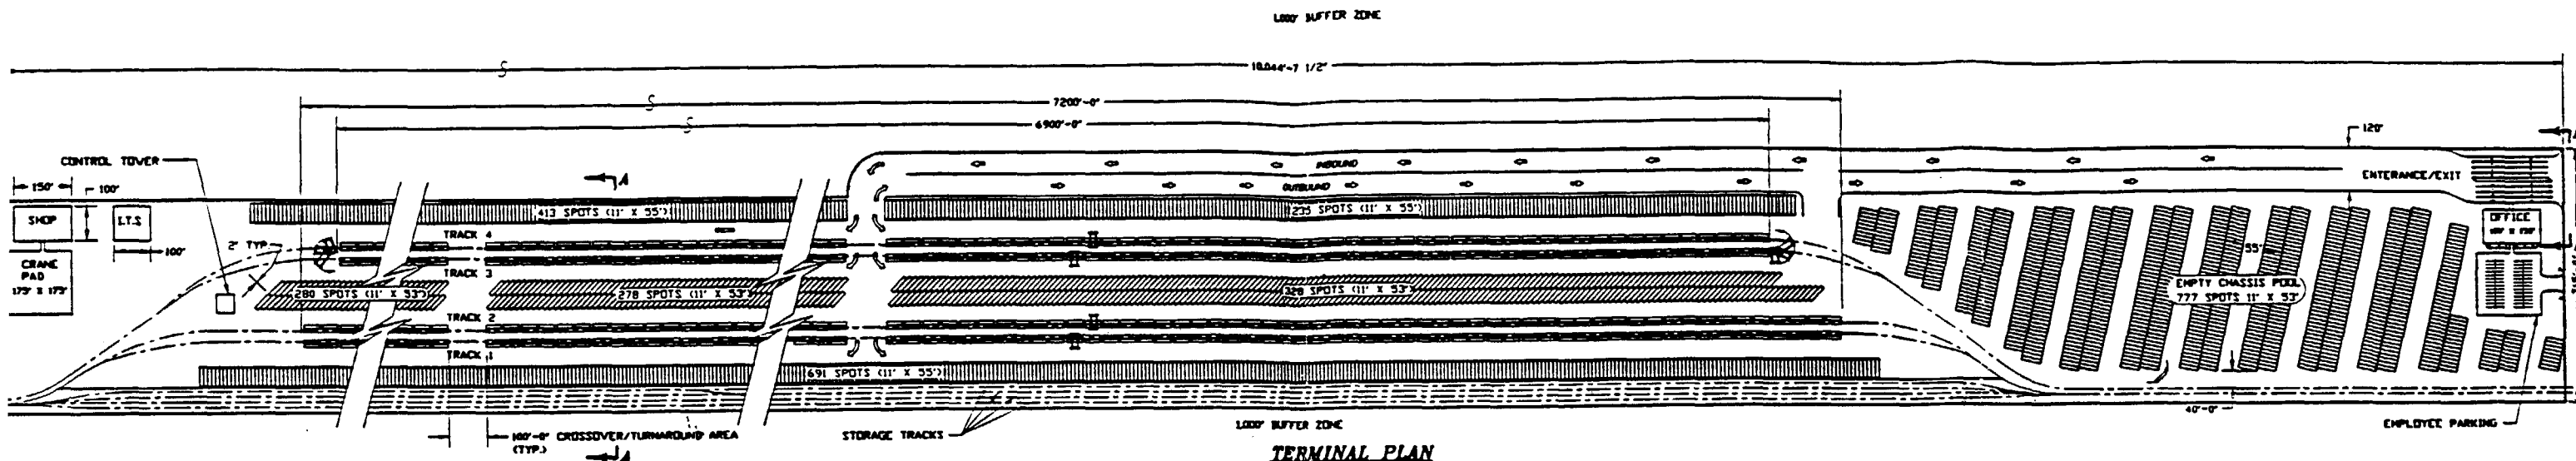 1,000' BUFFER ZONE
10,044'-7 1/2"
7200'-0"
6900'-0"
120'
CONTROL TOWER
150'
100'
A
INBOUND
OUTBOUND
ENTERANCE/EXIT
SHOP
I.T.S
413 SPOTS (11' X 55')
235 SPOTS (11' X 55')
OFFICE
TRACK 4
2' TYP.
100'
CRANE
PAD
175' X 175'
TRACK 3
55'
280 SPOTS (11' X 53')
278 SPOTS (11' X 53')
328 SPOTS (11' X 53')
EMPTY CHASSIS POOL
777 SPOTS 11' X 53'
TRACK 2
TRACK 1
691 SPOTS (11' X 55')
40'-0"
100'-0" CROSSOVER/TURNAROUND AREA
(TYP.)
A
STORAGE TRACKS
1,000' BUFFER ZONE
EMPLOYEE PARKING
TERMINAL PLAN